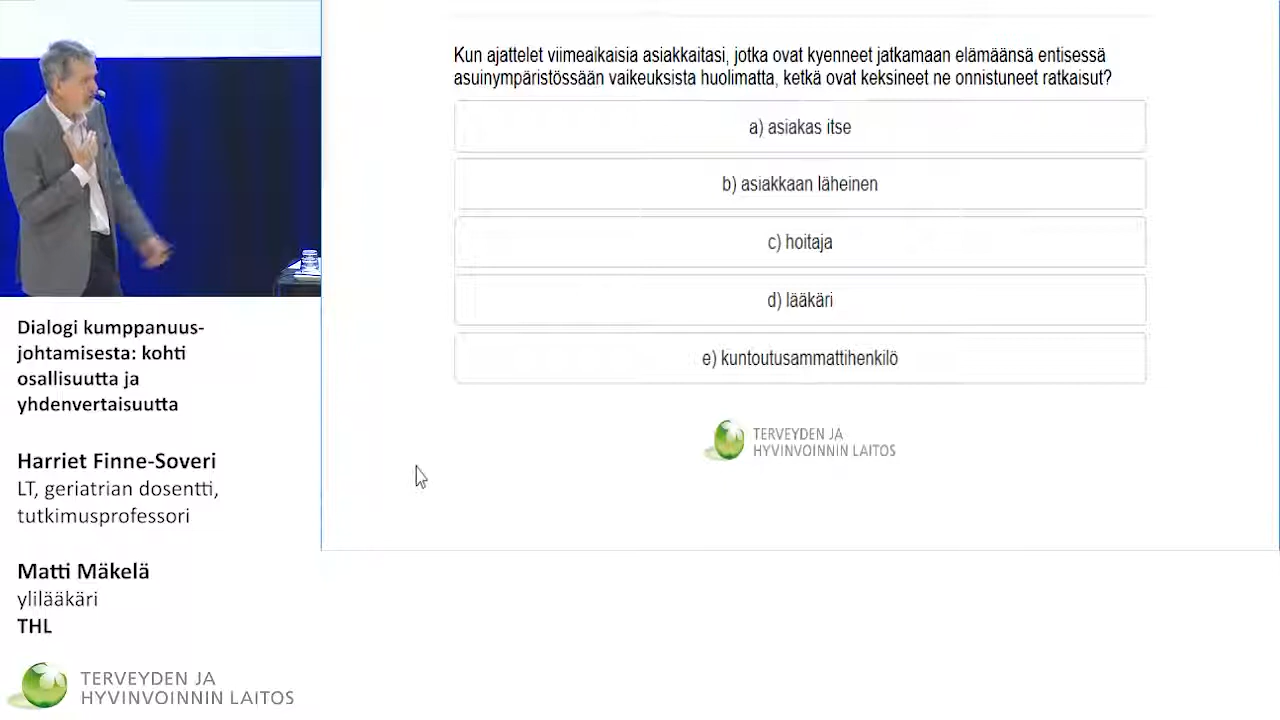 Kun ajattelet viimeaikaisia asiakkaitasi, jotka ovat kyenneet jatkamaan elämäänsä entisessä
asuinympäristössään vaikeuksista huolimatta, ketkä ovat keksineet ne onnistuneet ratkaisut?
a) asiakas itse
b) asiakkaan läheinen
c) hoitaja
d) lääkäri
e) kuntoutusammattihenkilö
TERVEYDEN JA
HYVINVOINNIN LAITOS
Dialogi kumppanuus-
johtamisesta: kohti
osallisuutta ja
yhdenvertaisuutta
Harriet Finne-Soveri
LT, geriatrian dosentti,
tutkimusprofessori
Matti Mäkelä
ylilääkäri
THL
TERVEYDEN JA
HYVINVOINNIN LAITOS